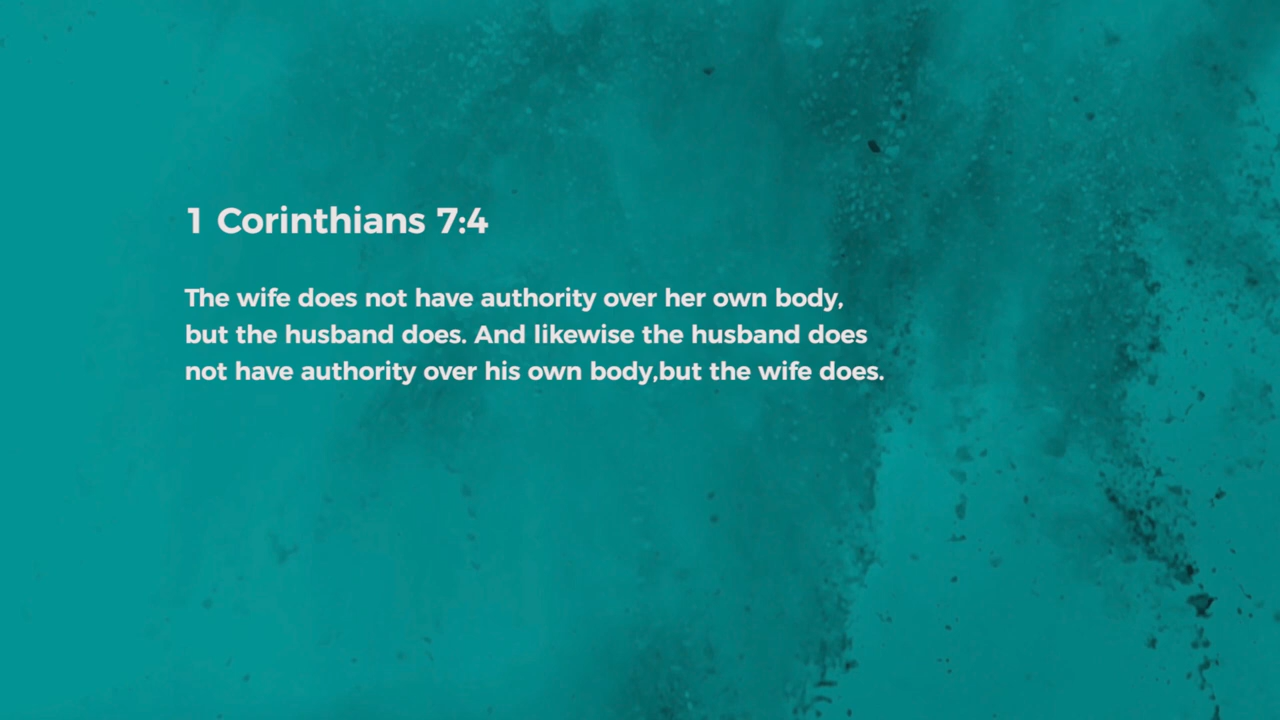 1 Corinthians 7:4
The wife does not have authority over her own body,
but the husband does. And likewise the husband does
not have authority over his own body,but the wife does.